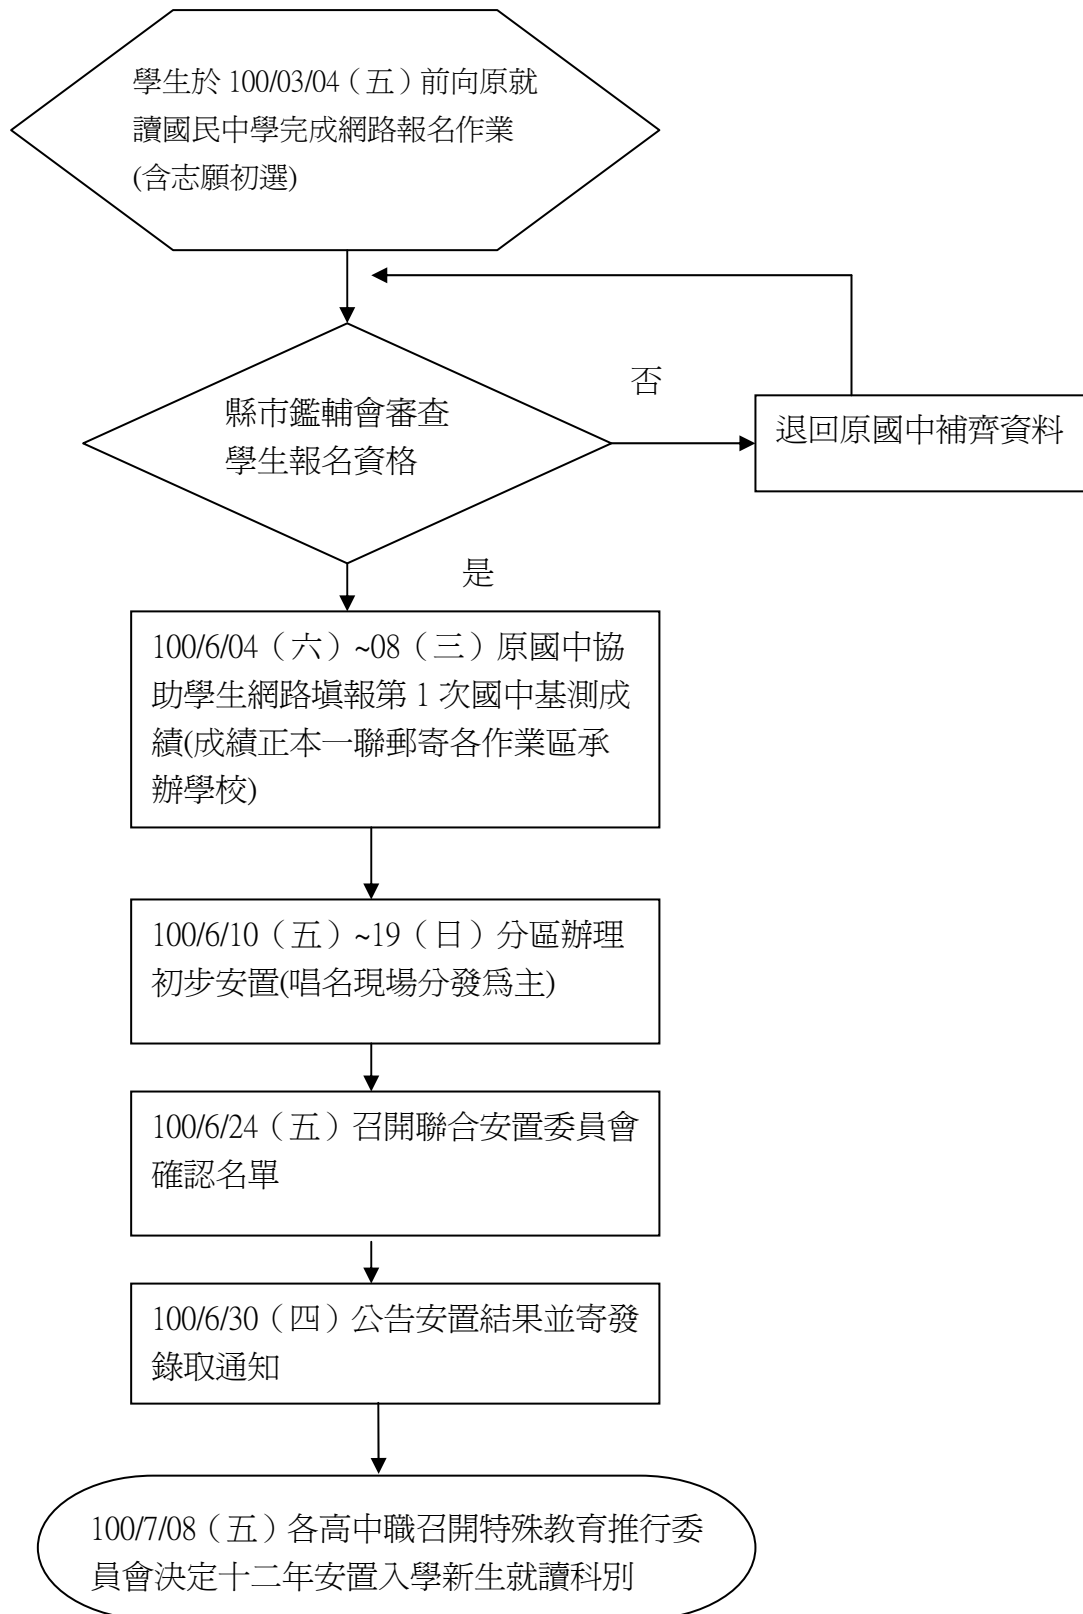 學生於 100/03/04（五）前向原就
讀國民中學完成網路報名作業
(含志願初選)
否
縣市鑑輔會審查
學生報名資格
退回原國中補齊資料
是
100/6/04（六）~08（三）原國中協
助學生網路填報第 1 次國中基測成
績(成績正本一聯郵寄各作業區承
辦學校)
100/6/10（五）~19（日）分區辦理
初步安置(唱名現場分發為主)
100/6/24（五）召開聯合安置委員會
確認名單
100/6/30（四）公告安置結果並寄發
錄取通知
100/7/08（五）各高中職召開特殊教育推行委
員會決定十二年安置入學新生就讀科別